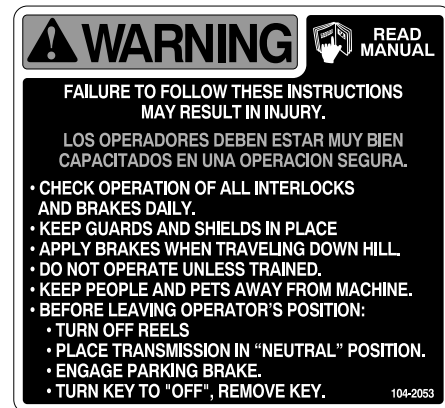 WARNING
READ
MANUAL
FAILURE TO FOLLOW THESE INSTRUCTIONS
MAY RESULT IN INJURY.
LOS OPERADORES DEBEN ESTAR MUY BIEN
CAPACITADOS EN UNA OPERACION SEGURA.
• CHECK OPERATION OF ALL INTERLOCKS
AND BRAKES DAILY.
• KEEP GUARDS AND SHIELDS IN PLACE
• APPLY BRAKES WHEN TRAVELING DOWN HILL.
• DO NOT OPERATE UNLESS TRAINED.
• KEEP PEOPLE AND PETS AWAY FROM MACHINE.
• BEFORE LEAVING OPERATOR'S POSITION:
• TURN OFF REELS
• PLACE TRANSMISSION IN “NEUTRAL” POSITION.
• ENGAGE PARKING BRAKE.
• TURN KEY TO "OFF", REMOVE KEY.
104-2053